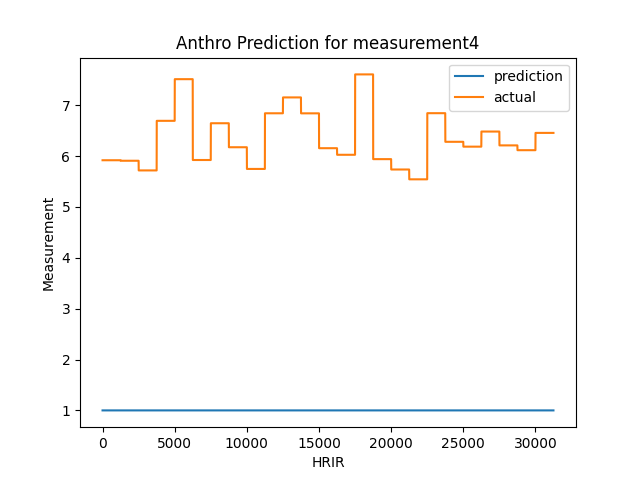 Anthro Prediction for measurement4
prediction
actual
Measurement
7
6
5
4
3
2
1
0 5000 10000 15000 20000 25000 30000
HRIR